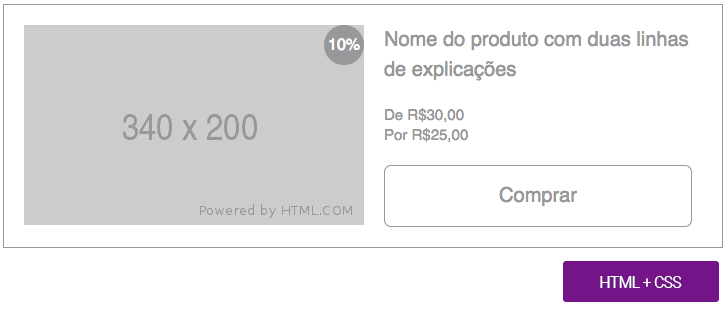 10%
340 x 200
Powered by HTML.COM
Nome do produto com duas linhas
de explicações
De R$30,00
Por R$25,00
Comprar
HTML + CSS